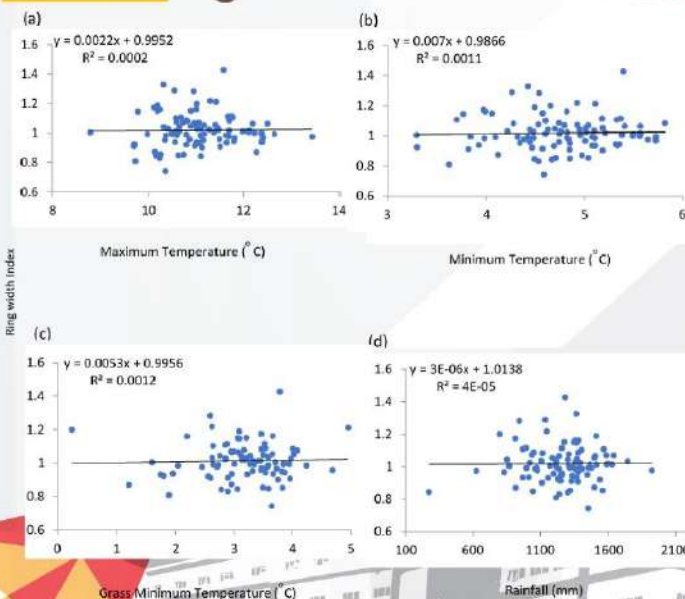 (a)
y = 0.0022x + 0.9952
R² = 0.0002
1.6
1.4
1.2
1
0.8
0.6
8 10 12 14
Maximum Temperature (°C)
(b)
y = 0.007x + 0.9866
R² = 0.0011
1.6
1.4
1.2
1
0.8
0.6
3 4 5 6
Minimum Temperature (°C)
Ring width Index
(c)
y = 0.0053x + 0.9956
R² = 0.0012
1.6
1.4
1.2
1
0.8
0.6
0 1 2 3 4 5
Grass Minimum Temperature (°C)
(d)
y = 3E-06x + 1.0138
R² = 4E-05
1.6
1.4
1.2
1
0.8
0.6
100 600 1100 1600 2100
Rainfall (mm)